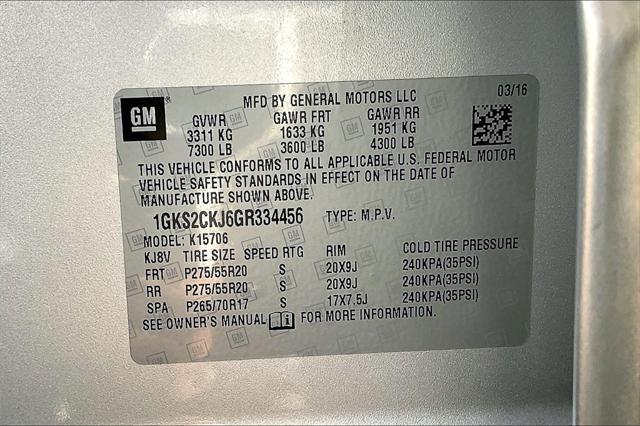 GM ®
MFD BY GENERAL MOTORS LLC 03/16
GVWR GAWR FRT GAWR RR
3311 KG 1633 KG 1951 KG
7300 LB 3600 LB 4300 LB
THIS VEHICLE CONFORMS TO ALL APPLICABLE U.S. FEDERAL MOTOR
VEHICLE SAFETY STANDARDS IN EFFECT ON THE DATE OF
MANUFACTURE SHOWN ABOVE.
1GKS2CKJ6GR334456 TYPE: M.P.V.
MODEL: K15706
KJ8V TIRE SIZE SPEED RTG RIM COLD TIRE PRESSURE
FRT P275/55R20 S 20X9J 240KPA(35PSI)
RR P275/55R20 S 20X9J 240KPA(35PSI)
SPA P265/70R17 S 17X7.5J 240KPA(35PSI)
SEE OWNER'S MANUAL FOR MORE INFORMATION.